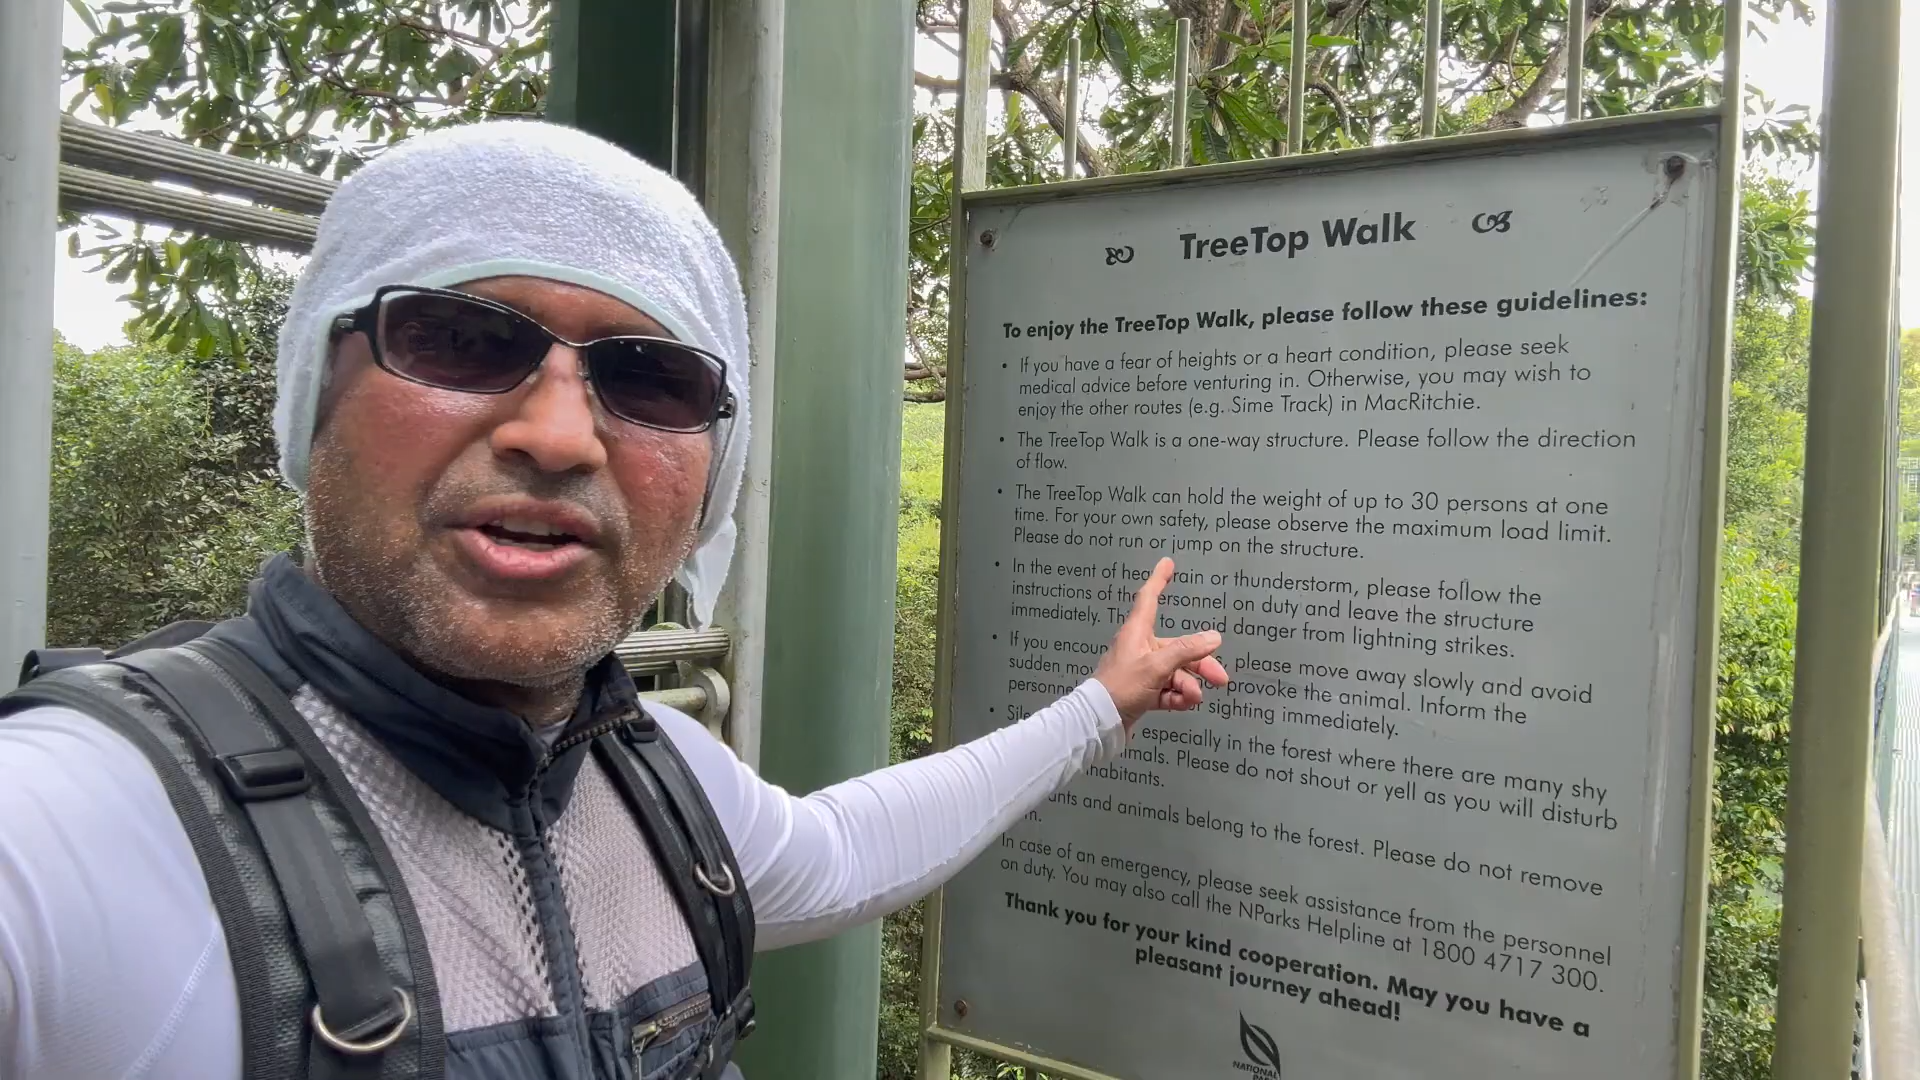 TreeTop Walk
To enjoy the TreeTop Walk, please follow these guidelines:
• If you have a fear of heights or a heart condition, please seek
medical advice before venturing in. Otherwise, you may wish to
enjoy the other routes (e.g. Sime Track) in MacRitchie.
• The TreeTop Walk is a one-way structure. Please follow the direction
of flow.
• The TreeTop Walk can hold the weight of up to 30 persons at one
time. For your own safety, please observe the maximum load limit.
Please do not run or jump on the structure.
• In the event of rain or thunderstorm, please follow the
instructions of the personnel on duty and leave the structure
immediately. to avoid danger from lightning strikes.
• If you please move away slowly and avoid
sudden provoke the animal. Inform the
sighting immediately.
• especially in the forest where there are many shy
Please do not shout or yell as you will disturb
and animals belong to the forest. Please do not remove
In case of an emergency, please seek assistance from the personnel
on duty. You may also call the NParks Helpline at 1800 4717 300.
Thank you for your kind cooperation. May you have a
pleasant journey ahead!
NATIONAL